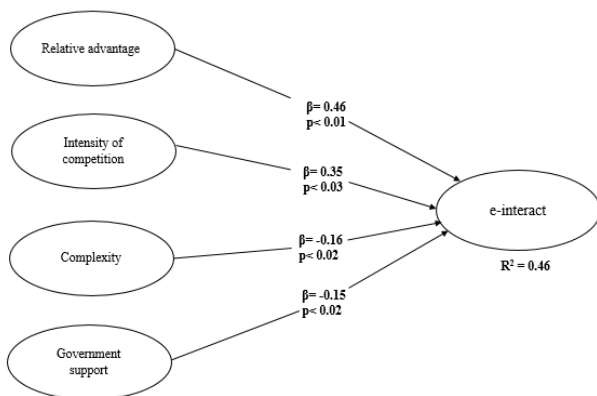 Relative advantage
β= 0.46
p< 0.01
Intensity of
competition
β= 0.35
p< 0.03
e-interact
Complexity
β= -0.16
p< 0.02
R² = 0.46
β= -0.15
p< 0.02
Government
support